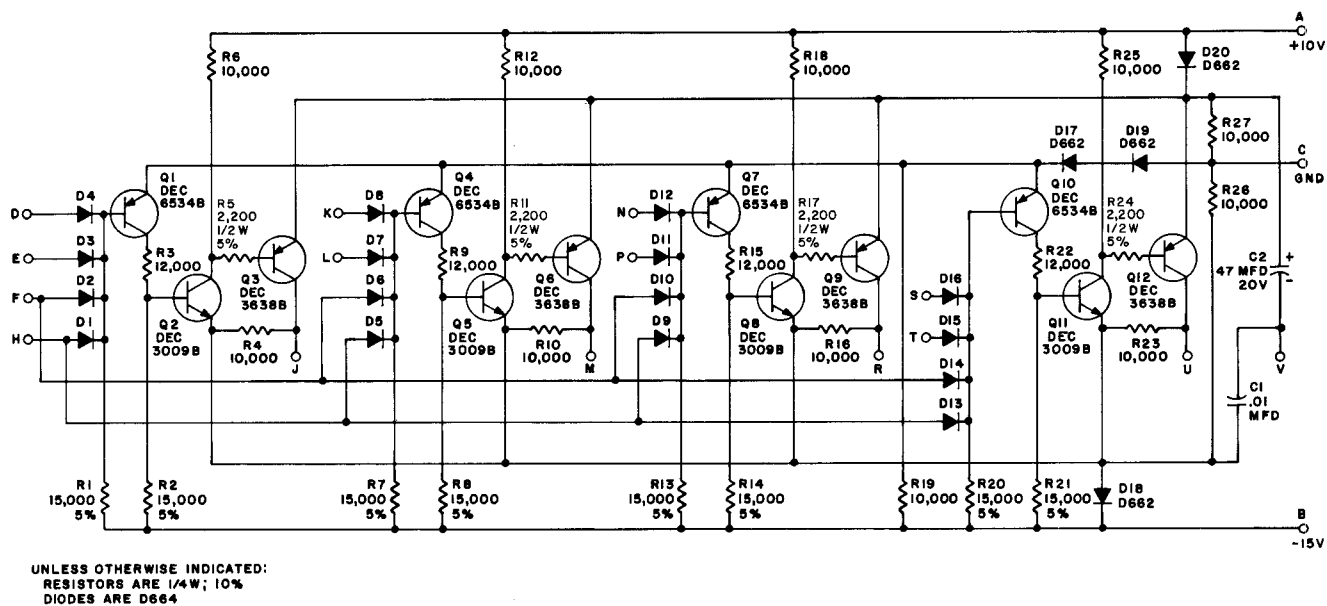 A
+10V
R6
10,000
R12
10,000
R18
10,000
R25
10,000
D20
D662
R27
10,000
D17
D662
D19
D662
C
GND
Q1
DEC
6534B
Q4
DEC
6534B
Q7
DEC
6534B
Q10
DEC
6534B
R26
10,000
D4
D
D8
K
D12
N
R5
2,200
1/2W
5%
R11
2,200
1/2W
5%
R17
2,200
1/2W
5%
R24
2,200
1/2W
5%
D3
E
R3
12,000
D7
L
R9
12,000
D11
P
R15
12,000
R22
12,000
C2
47 MFD
20V
+
-
D2
F
Q3
DEC
3638B
D6
Q6
DEC
3638B
D10
Q9
DEC
3638B
D16
S
Q12
DEC
3638B
D1
H
Q2
DEC
3009B
R4
10,000
J
D5
Q5
DEC
3009B
R10
10,000
M
D9
Q8
DEC
3009B
R16
10,000
R
D15
T
Q11
DEC
3009B
R23
10,000
U
V
D14
D13
C1
.01
MFD
R1
15,000
5%
R2
15,000
5%
R7
15,000
5%
R8
15,000
5%
R13
15,000
5%
R14
15,000
5%
R19
10,000
R20
15,000
5%
R21
15,000
5%
D18
D662
B
-15V
UNLESS OTHERWISE INDICATED:
RESISTORS ARE 1/4W; 10%
DIODES ARE D664